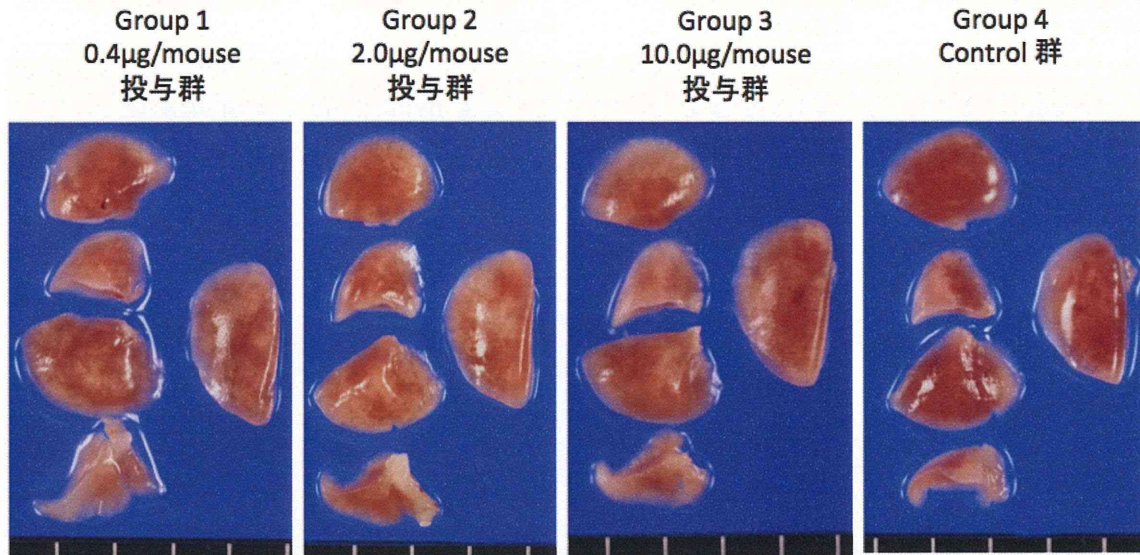 Group 1
0.4µg/mouse
投与群
Group 2
2.0µg/mouse
投与群
Group 3
10.0µg/mouse
投与群
Group 4
Control 群